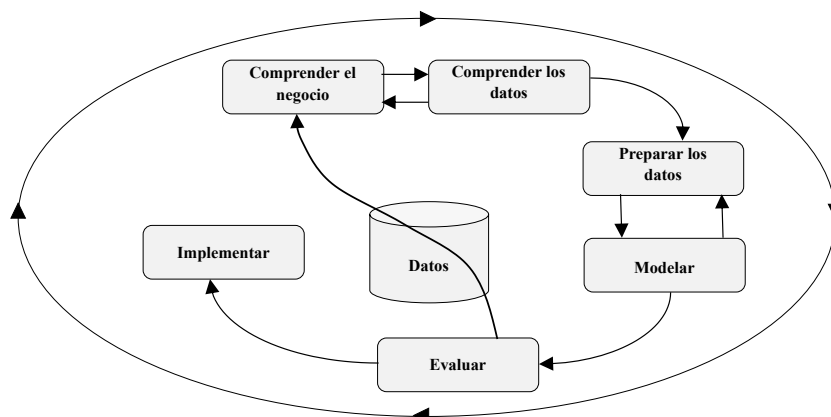 Comprender el
negocio
Comprender los
datos
Preparar los
datos
Implementar
Datos
Modelar
Evaluar